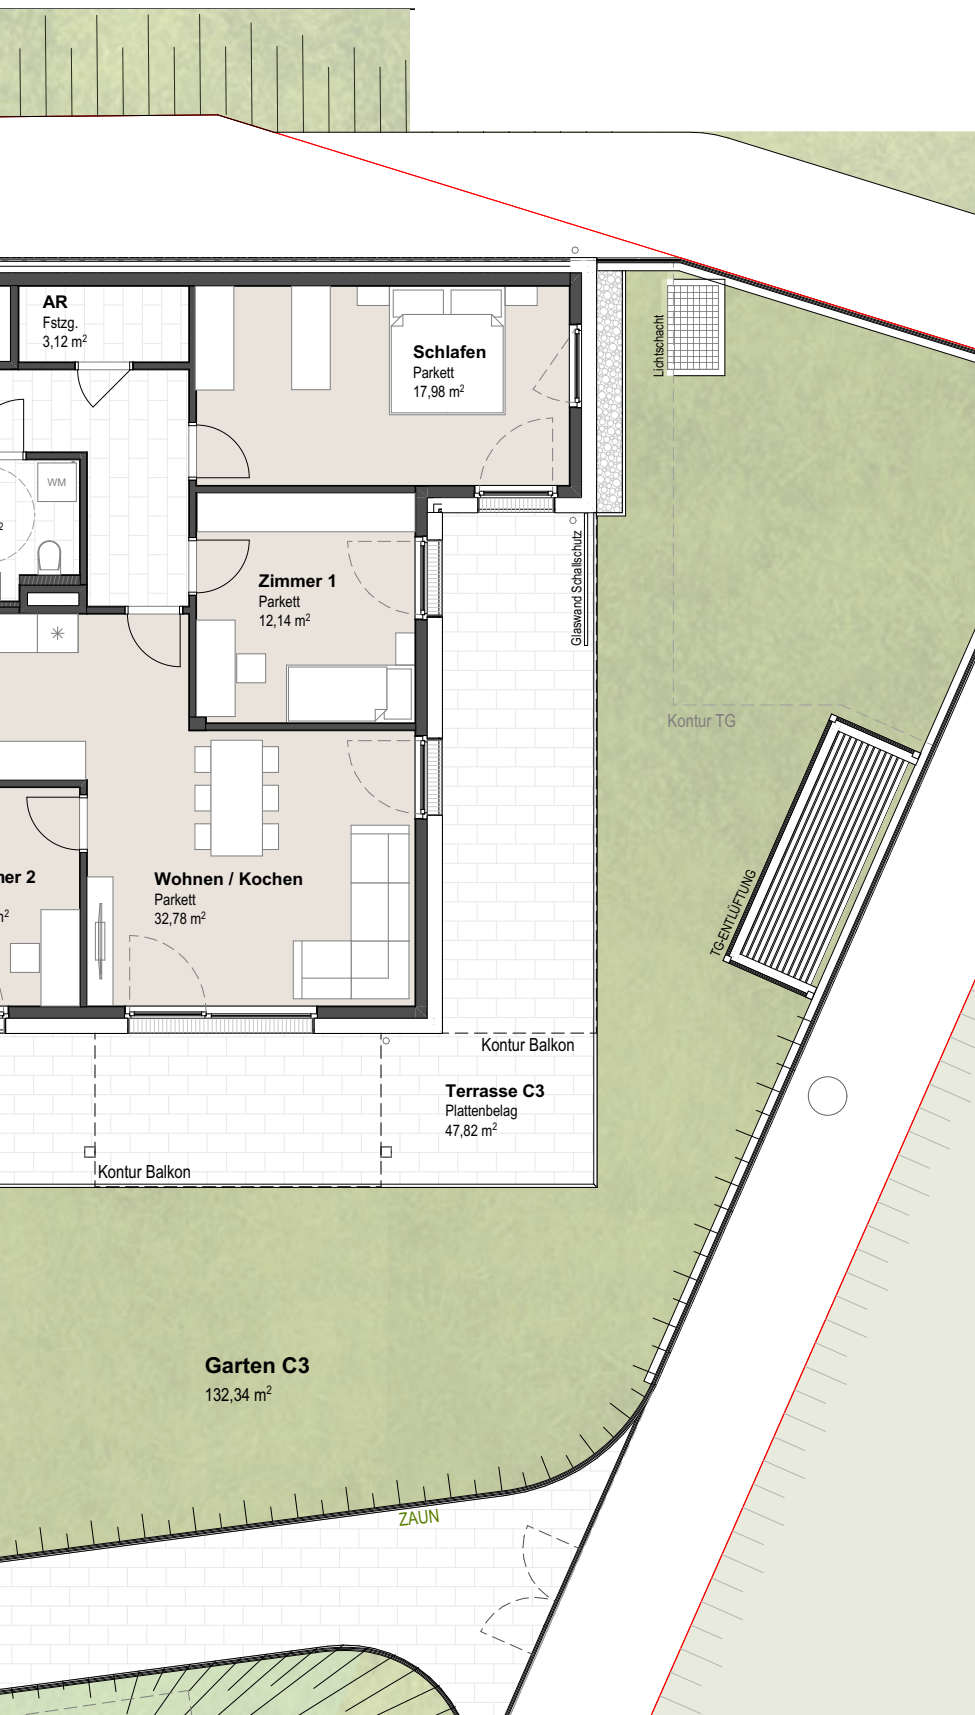 AR
Fstzg.
3,12 m²
Schlafen
Parkett
17,98 m²
Lichtschacht
WM
Glaswand Schallschutz
Zimmer 1
Parkett
12,14 m²
Kontur TG
TG-ENTLÜFTUNG
Wohnen / Kochen
Parkett
32,78 m²
2
Kontur Balkon
Terrasse C3
Plattenbelag
47,82 m²
Kontur Balkon
Garten C3
132,34 m²
ZAUN